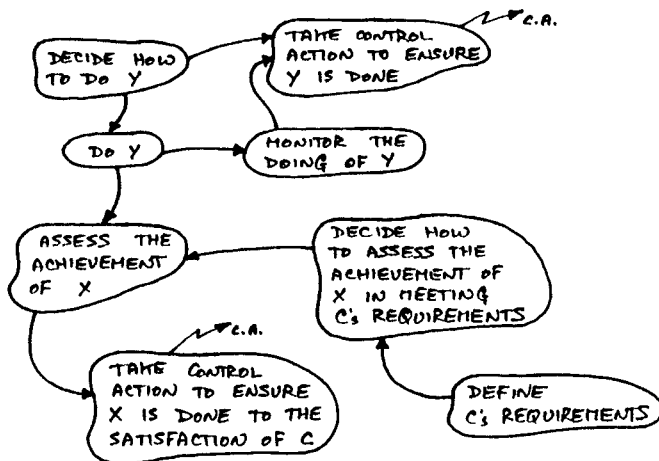 C.A.
DECIDE HOW
TO DO Y
TAKE CONTROL
ACTION TO ENSURE
Y IS DONE
DO Y
MONITOR THE
DOING OF Y
ASSESS THE
ACHIEVEMENT
OF X
DECIDE HOW
TO ASSESS THE
ACHIEVEMENT OF
X IN MEETING
C's REQUIREMENTS
C.A.
TAKE CONTROL
ACTION TO ENSURE
X IS DONE TO THE
SATISFACTION OF C
DEFINE
C's REQUIREMENTS